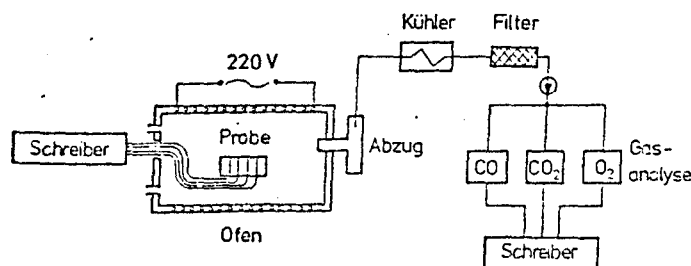 Kühler
Filter
220 V
Schreiber
Probe
Abzug
Ofen
CO
CO₂
O₂
Gas-
analyse
Schreiber